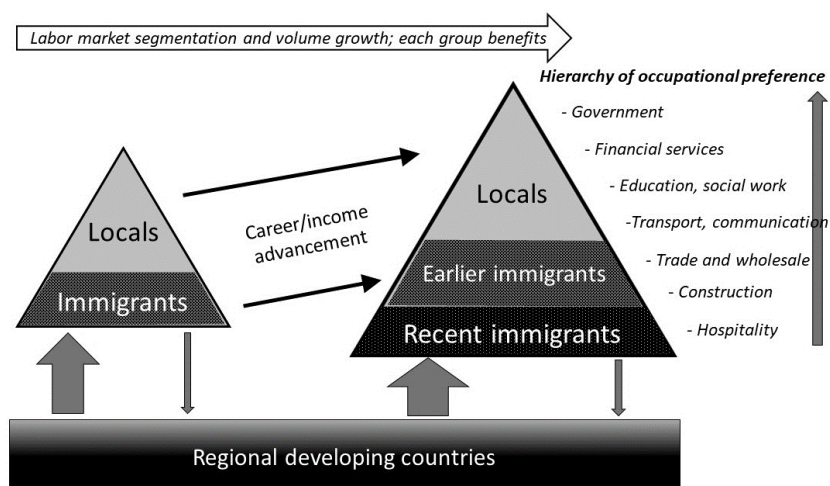 Labor market segmentation and volume growth; each group benefits
Hierarchy of occupational preference
- Government
- Financial services
- Education, social work
-Transport, communication
- Trade and wholesale
- Construction
- Hospitality
Locals
Immigrants
Career/income
advancement
Locals
Earlier immigrants
Recent immigrants
Regional developing countries